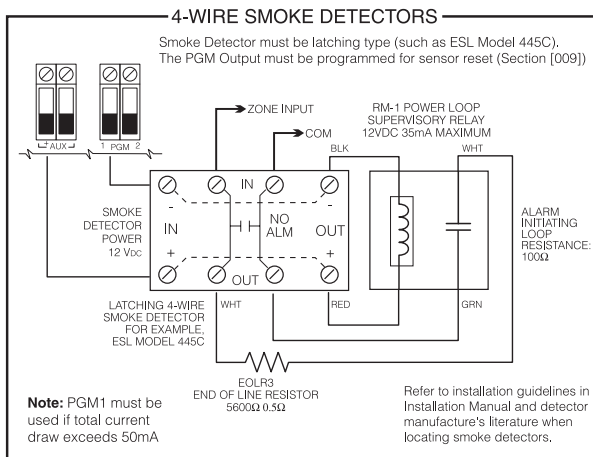 4-WIRE SMOKE DETECTORS
Smoke Detector must be latching type (such as ESL Model 445C).
The PGM Output must be programmed for sensor reset (Section [009])
+ AUX -
1 PGM 2
ZONE INPUT
COM
RM-1 POWER LOOP
SUPERVISORY RELAY
12VDC 35mA MAXIMUM
BLK
WHT
SMOKE
DETECTOR
POWER
12 VDC
IN
-
-
IN
NO
ALM
OUT
+
+
OUT
ALARM
INITIATING
LOOP
RESISTANCE:
100Ω
LATCHING 4-WIRE
SMOKE DETECTOR
FOR EXAMPLE,
ESL MODEL 445C
WHT
RED
GRN
EOLR3
END OF LINE RESISTOR
5600Ω 0.5Ω
Note: PGM1 must be
used if total current
draw exceeds 50mA
Refer to installation guidelines in
Installation Manual and detector
manufacture's literature when
locating smoke detectors.